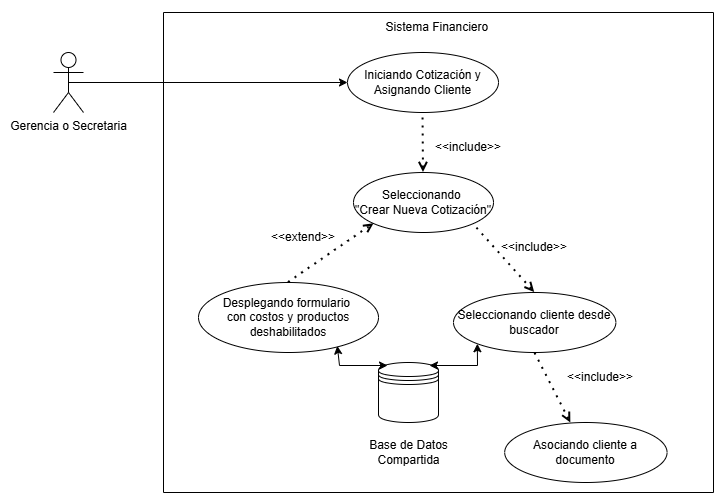 Sistema Financiero
Iniciando Cotización y
Asignando Cliente
Gerencia o Secretaria
<<include>>
Seleccionando
"Crear Nueva Cotización"
<<extend>>
<<include>>
Desplegando formulario
con costos y productos
deshabilitados
Seleccionando cliente desde
buscador
<<include>>
Base de Datos
Compartida
Asociando cliente a
documento